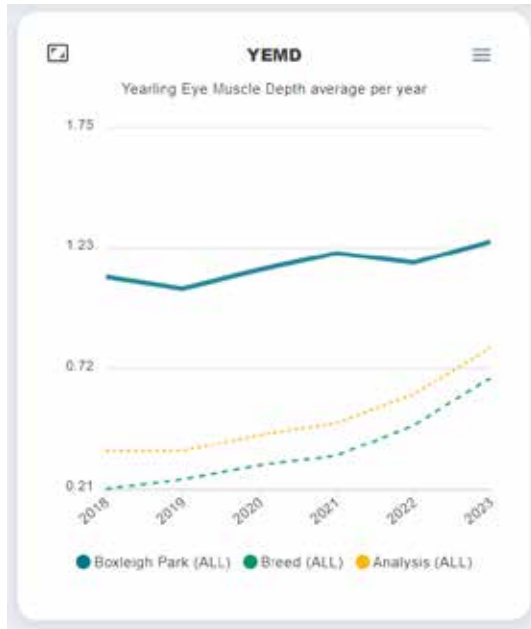 YEMD
Yearling Eye Muscle Depth average per year
1.75
1.23
0.72
0.21
2018 2019 2020 2021 2022 2023
Boxleigh Park (ALL) Breed (ALL) Analysis (ALL)